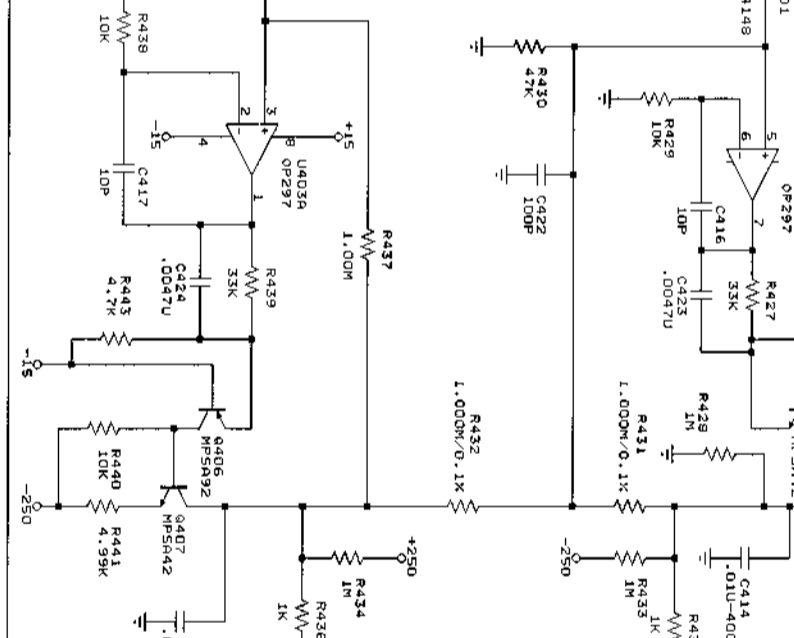 R438
10K
-15
4
2
3
8
+15
1
U403A
OP297
C417
10P
R437
1.00M
R439
33K
C424
.0047U
R443
4.7K
-15
Q406
MPSA92
R440
10K
Q407
MPSA42
R441
4.99K
-250
R430
47K
C422
100P
4148
R429
10K
6
5
7
OP297
C416
10P
C423
.0047U
R427
33K
R432
1.000M/0.1%
R431
1.000M/0.1%
R428
1M
+250
R434
1M
R436
1K
-250
R433
1M
1K
C414